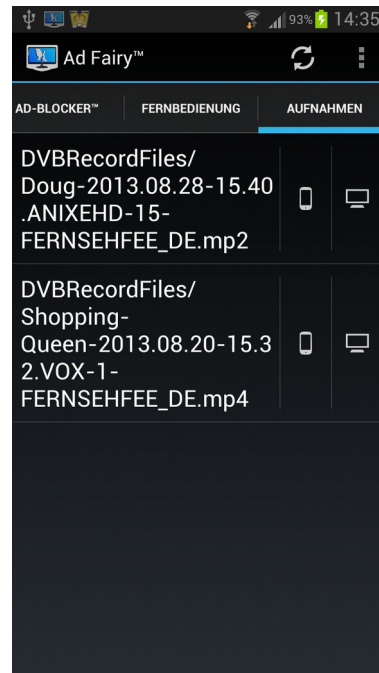 93% 14:35
Ad Fairy™
AD-BLOCKER™ FERNBEDIENUNG AUFNAHMEN
DVBRecordFiles/
Doug-2013.08.28-15.40
.ANIXEHD-15-
FERNSEHFEE_DE.mp2
DVBRecordFiles/
Shopping-
Queen-2013.08.20-15.3
2.VOX-1-
FERNSEHFEE_DE.mp4